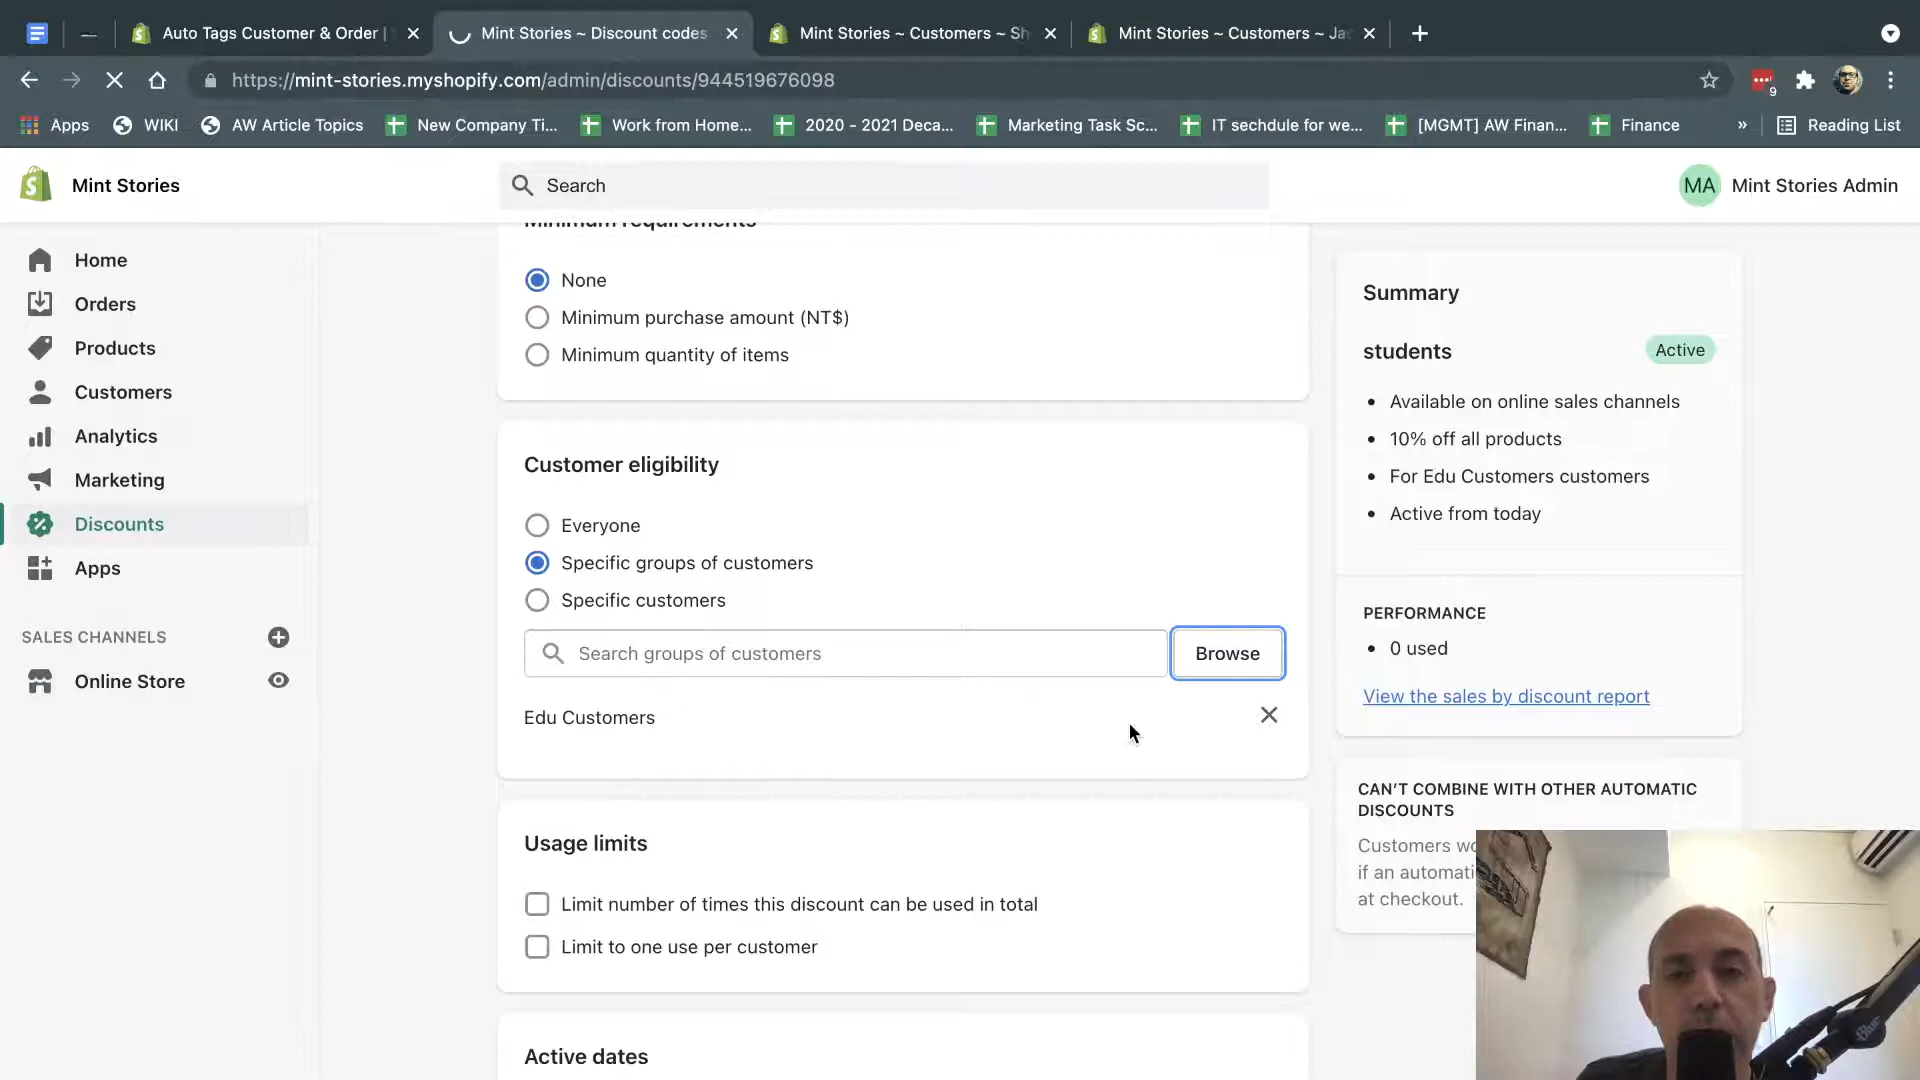 Auto Tags Customer & Order |
Mint Stories ~ Discount codes
Mint Stories ~ Customers ~ Sh
Mint Stories ~ Customers ~ Ja
https://mint-stories.myshopify.com/admin/discounts/944519676098
9
Apps
WIKI
AW Article Topics
New Company Ti...
Work from Home...
2020 - 2021 Deca...
Marketing Task Sc...
IT sechdule for we...
[MGMT] AW Finan...
Finance
»
Reading List
Mint Stories
Search
MA
Mint Stories Admin
Home
Orders
Products
Customers
Analytics
Marketing
Discounts
Apps
SALES CHANNELS
Online Store
Minimum requirements
None
Minimum purchase amount (NT$)
Minimum quantity of items
Customer eligibility
Everyone
Specific groups of customers
Specific customers
Search groups of customers
Browse
Edu Customers
Usage limits
Limit number of times this discount can be used in total
Limit to one use per customer
Active dates
Summary
students
Active
• Available on online sales channels
• 10% off all products
• For Edu Customers customers
• Active from today
PERFORMANCE
• 0 used
View the sales by discount report
CAN'T COMBINE WITH OTHER AUTOMATIC
DISCOUNTS
Customers
if an
at checkout.
Blue